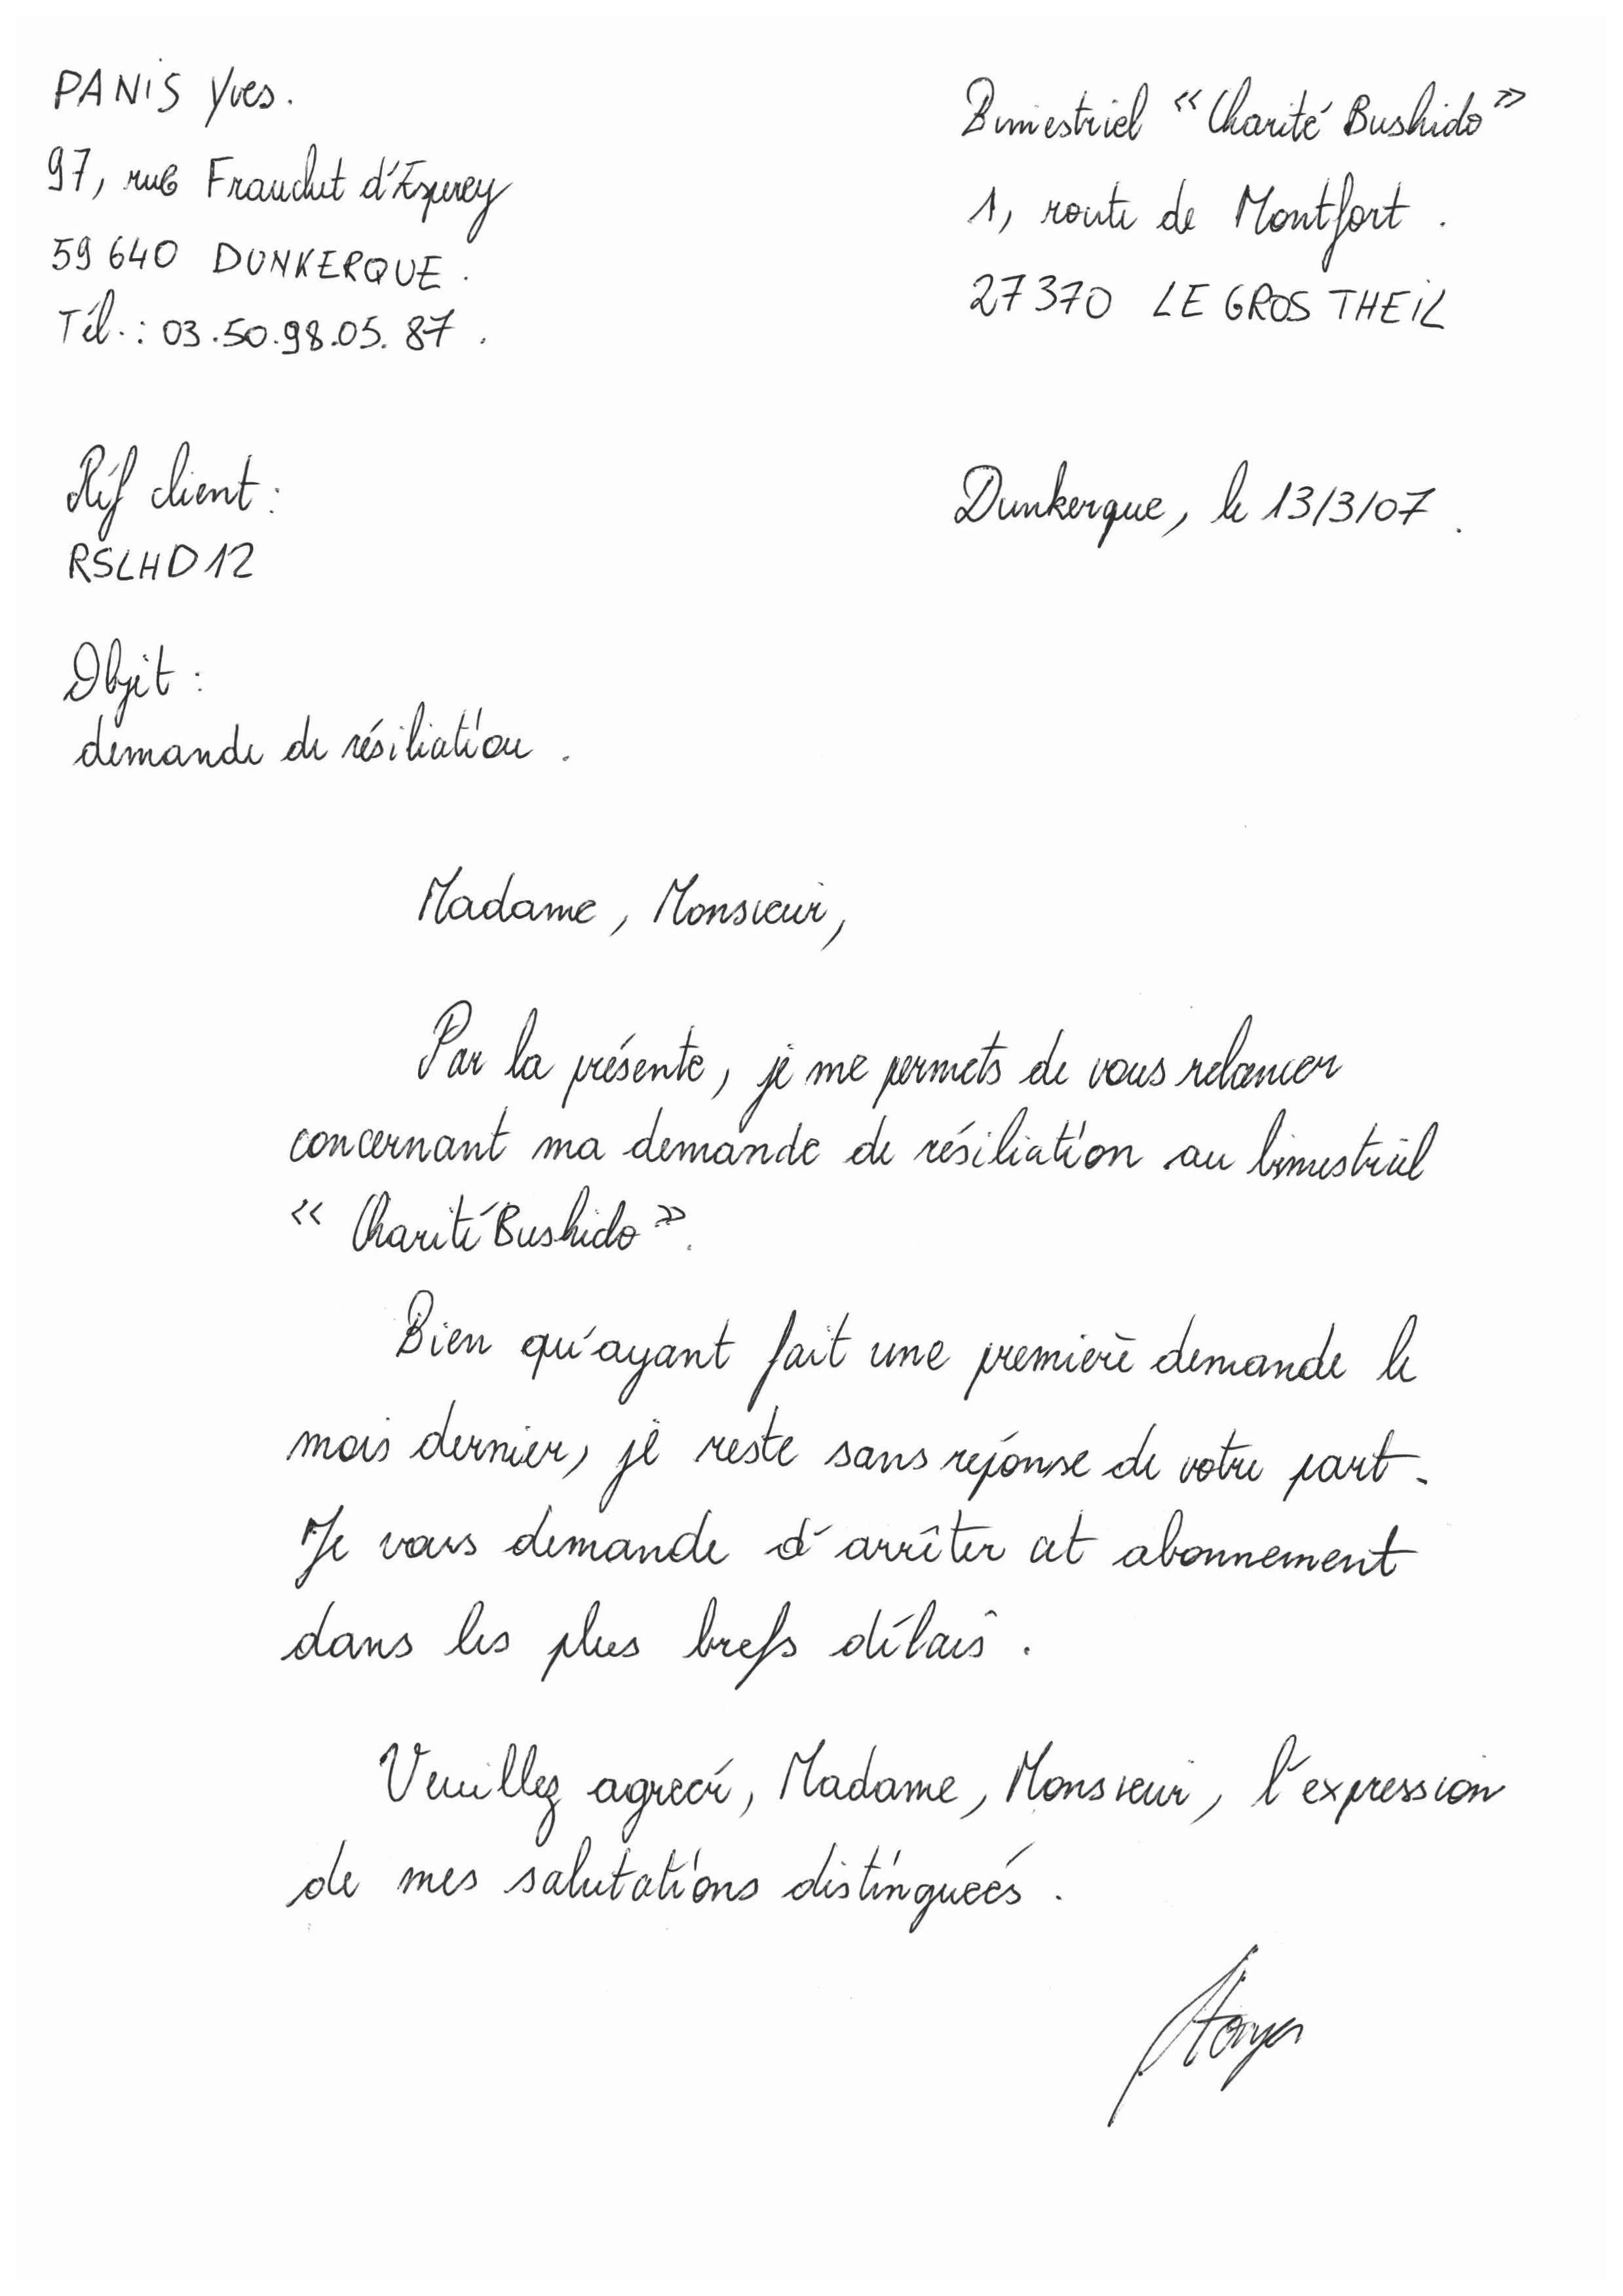 PANIS Yves.
97, rue Franchet d'Esperey
59 640 DUNKERQUE.
Tél.: 03.50.98.05.87.
Bimestriel "Charité Bushido"
1, route de Montfort.
27 370 LE GROS THEIL
Réf client:
RSLHD12
Dunkerque, le 13/3/07.
Objet:
demande de résiliation.
Madame, Monsieur,
Par la présente, je me permets de vous relancer
concernant ma demande de résiliation au bimestriel
"Charité Bushido".
Bien qu'ayant fait une première demande le
mois dernier, je reste sans réponse de votre part.
Je vous demande d'arrêter cet abonnement
dans les plus brefs délais.
Veuillez agréer, Madame, Monsieur, l'expression
de mes salutations distinguées.